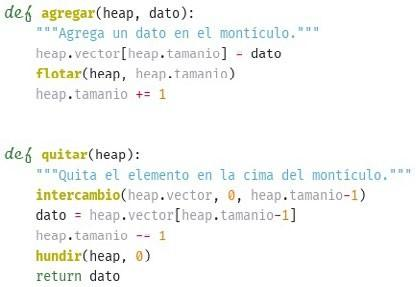 def agregar(heap, dato):
    """Agrega un dato en el montículo."""
    heap.vector[heap.tamanio] - dato
    flotar(heap, heap.tamanio)
    heap.tamanio += 1
def quitar(heap):
    """Quita el elemento en la cima del montículo."""
    intercambio(heap.vector, 0, heap.tamanio-1)
    dato = heap.vector[heap.tamanio-1]
    heap.tamanio -- 1
    hundir(heap, 0)
    return dato